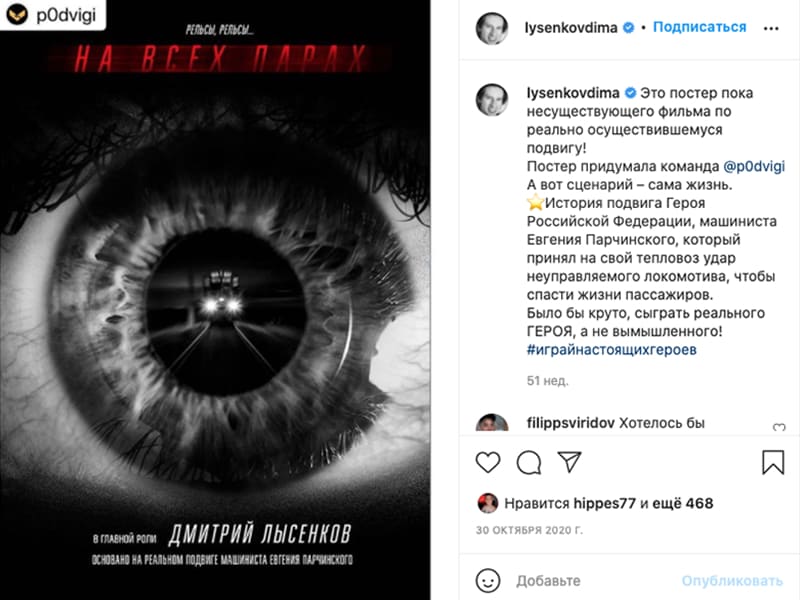 p0dvigi
РЕЛЬСЫ, РЕЛЬСЫ...
НА ВСЕХ ПАРАХ
В ГЛАВНОЙ РОЛИ ДМИТРИЙ ЛЫСЕНКОВ
ОСНОВАНО НА РЕАЛЬНОМ ПОДВИГЕ МАШИНИСТА ЕВГЕНИЯ ПАРЧИНСКОГО
lysenkovdima • Подписаться •••
lysenkovdima Это постер пока
несуществующего фильма по
реально осуществившемуся
подвигу!
Постер придумала команда @p0dvigi
А вот сценарий – сама жизнь.
⭐История подвига Героя
Российской Федерации, машиниста
Евгения Парчинского, который
принял на свой тепловоз удар
неуправляемого локомотива, чтобы
спасти жизни пассажиров.
Было бы круто, сыграть реального
ГЕРОЯ, а не вымышленного!
#играйнастоящихгероев
51 нед.
filippsviridov Хотелось бы
Нравится hippes77 и ещё 468
30 ОКТЯБРЯ 2020 Г.
Добавьте Опубликовать